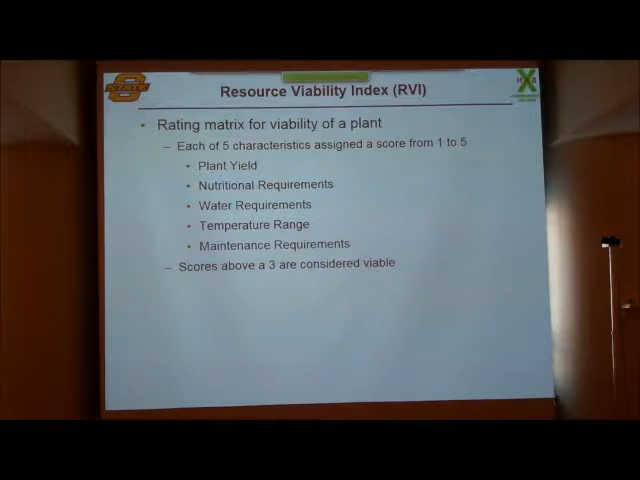 STATE
Resource Viability Index (RVI)
• Rating matrix for viability of a plant
– Each of 5 characteristics assigned a score from 1 to 5
• Plant Yield
• Nutritional Requirements
• Water Requirements
• Temperature Range
• Maintenance Requirements
– Scores above a 3 are considered viable